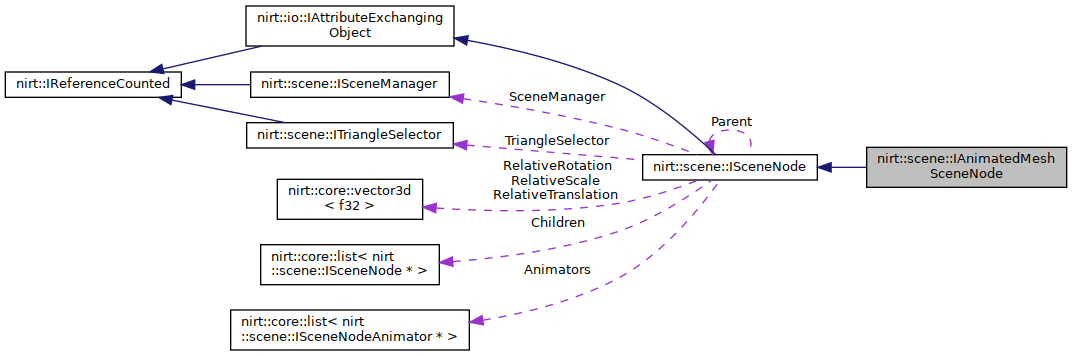 nirt::io::IAttributeExchanging
Object
nirt::IReferenceCounted
nirt::scene::ISceneManager
nirt::scene::ITriangleSelector
SceneManager
TriangleSelector
Parent
nirt::scene::ISceneNode
nirt::scene::IAnimatedMesh
SceneNode
RelativeRotation
RelativeScale
RelativeTranslation
nirt::core::vector3d
< f32 >
Children
nirt::core::list< nirt
::scene::ISceneNode * >
Animators
nirt::core::list< nirt
::scene::ISceneNodeAnimator * >